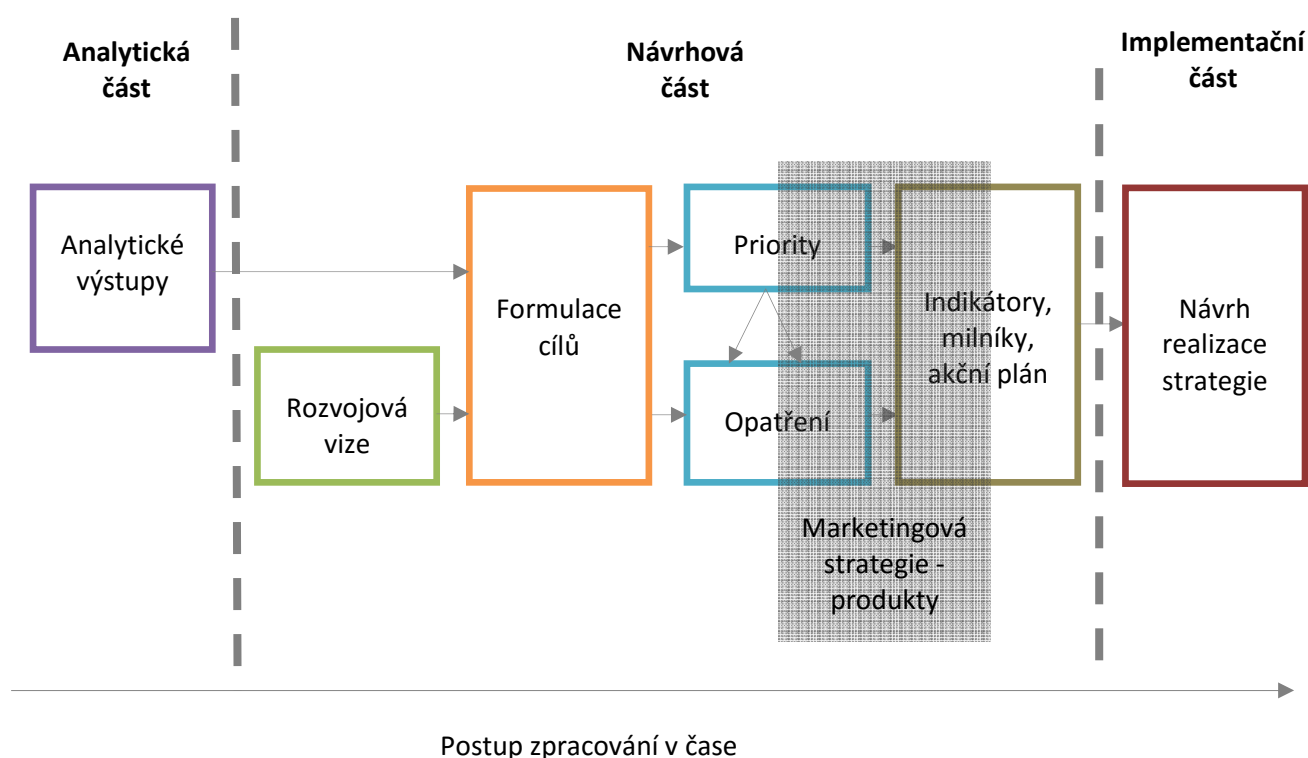 Analytická
část
Návrhová
část
Implementační
část
Analytické
výstupy
Rozvojová
vize
Formulace
cílů
Priority
Opatření
Indikátory,
milníky,
akční plán
Marketingová
strategie -
produkty
Návrh
realizace
strategie
Postup zpracování v čase